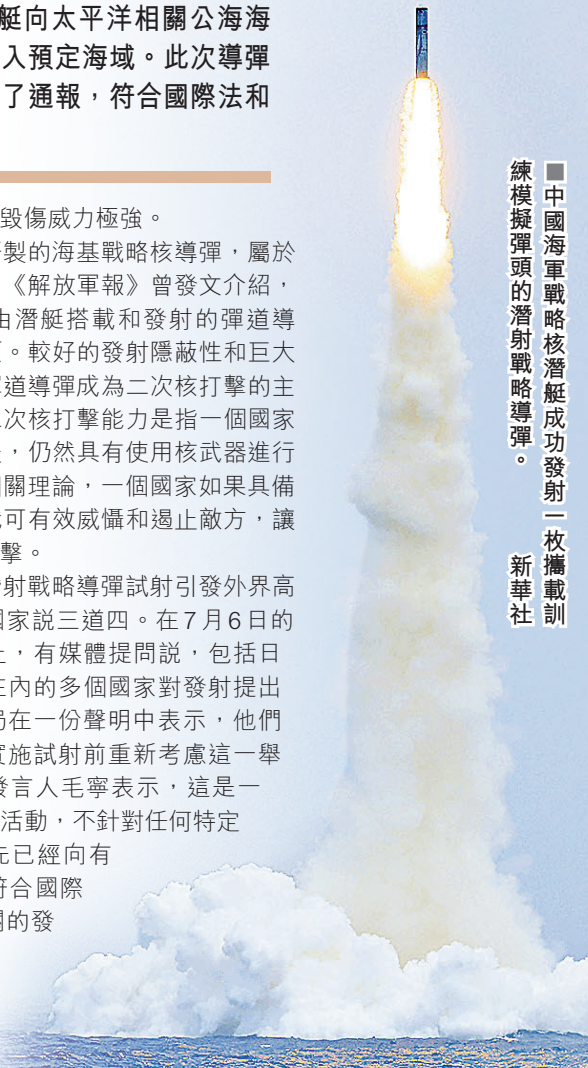 艇向太平洋相關公海海
入預定海域。此次導彈
了通報，符合國際法和
毀傷威力極強。
製的海基戰略核導彈，屬於
《解放軍報》曾發文介紹，
由潛艇搭載和發射的彈道導
。較好的發射隱蔽性和巨大
道導彈成為二次核打擊的主
次核打擊能力是指一個國家
，仍然具有使用核武器進行
關理論，一個國家如果具備
可有效威懾和遏止敵方，讓
擊。
射戰略導彈試射引發外界高
國家説三道四。在7月6日的
上，有媒體提問説，包括日
在內的多個國家對發射提出
局在一份聲明中表示，他們
實施試射前重新考慮這一舉
發言人毛寧表示，這是一
活動，不針對任何特定
先已經向有
符合國際
關的發
■中國海軍戰略核潛艇成功發射一枚攜載訓
練模擬彈頭的潛射戰略導彈。 新華社